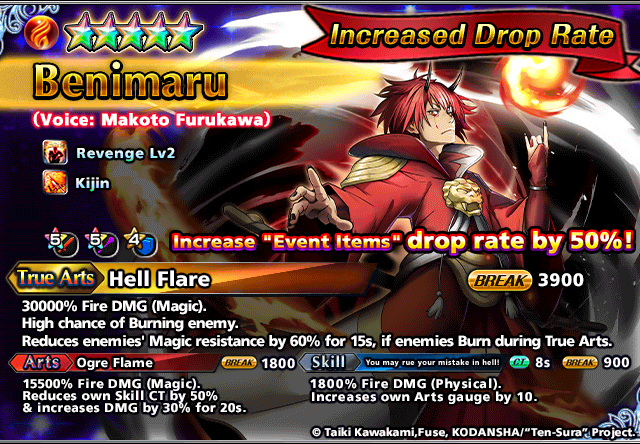 Increased Drop Rate
Benimaru
(Voice: Makoto Furukawa)
Revenge Lv2
Kijin
5 5 4
Increase "Event Items" drop rate by 50%!
True Arts Hell Flare BREAK 3900
30000% Fire DMG (Magic).
High chance of Burning enemy.
Reduces enemies' Magic resistance by 60% for 15s, if enemies Burn during True Arts.
Arts Ogre Flame BREAK 1800
15500% Fire DMG (Magic).
Reduces own Skill CT by 50%
& increases DMG by 30% for 20s.
Skill You may rue your mistake in hell! CT 8s BREAK 900
1800% Fire DMG (Physical).
Increases own Arts gauge by 10.
© Taiki Kawakami,Fuse, KODANSHA/"Ten-Sura" Project.